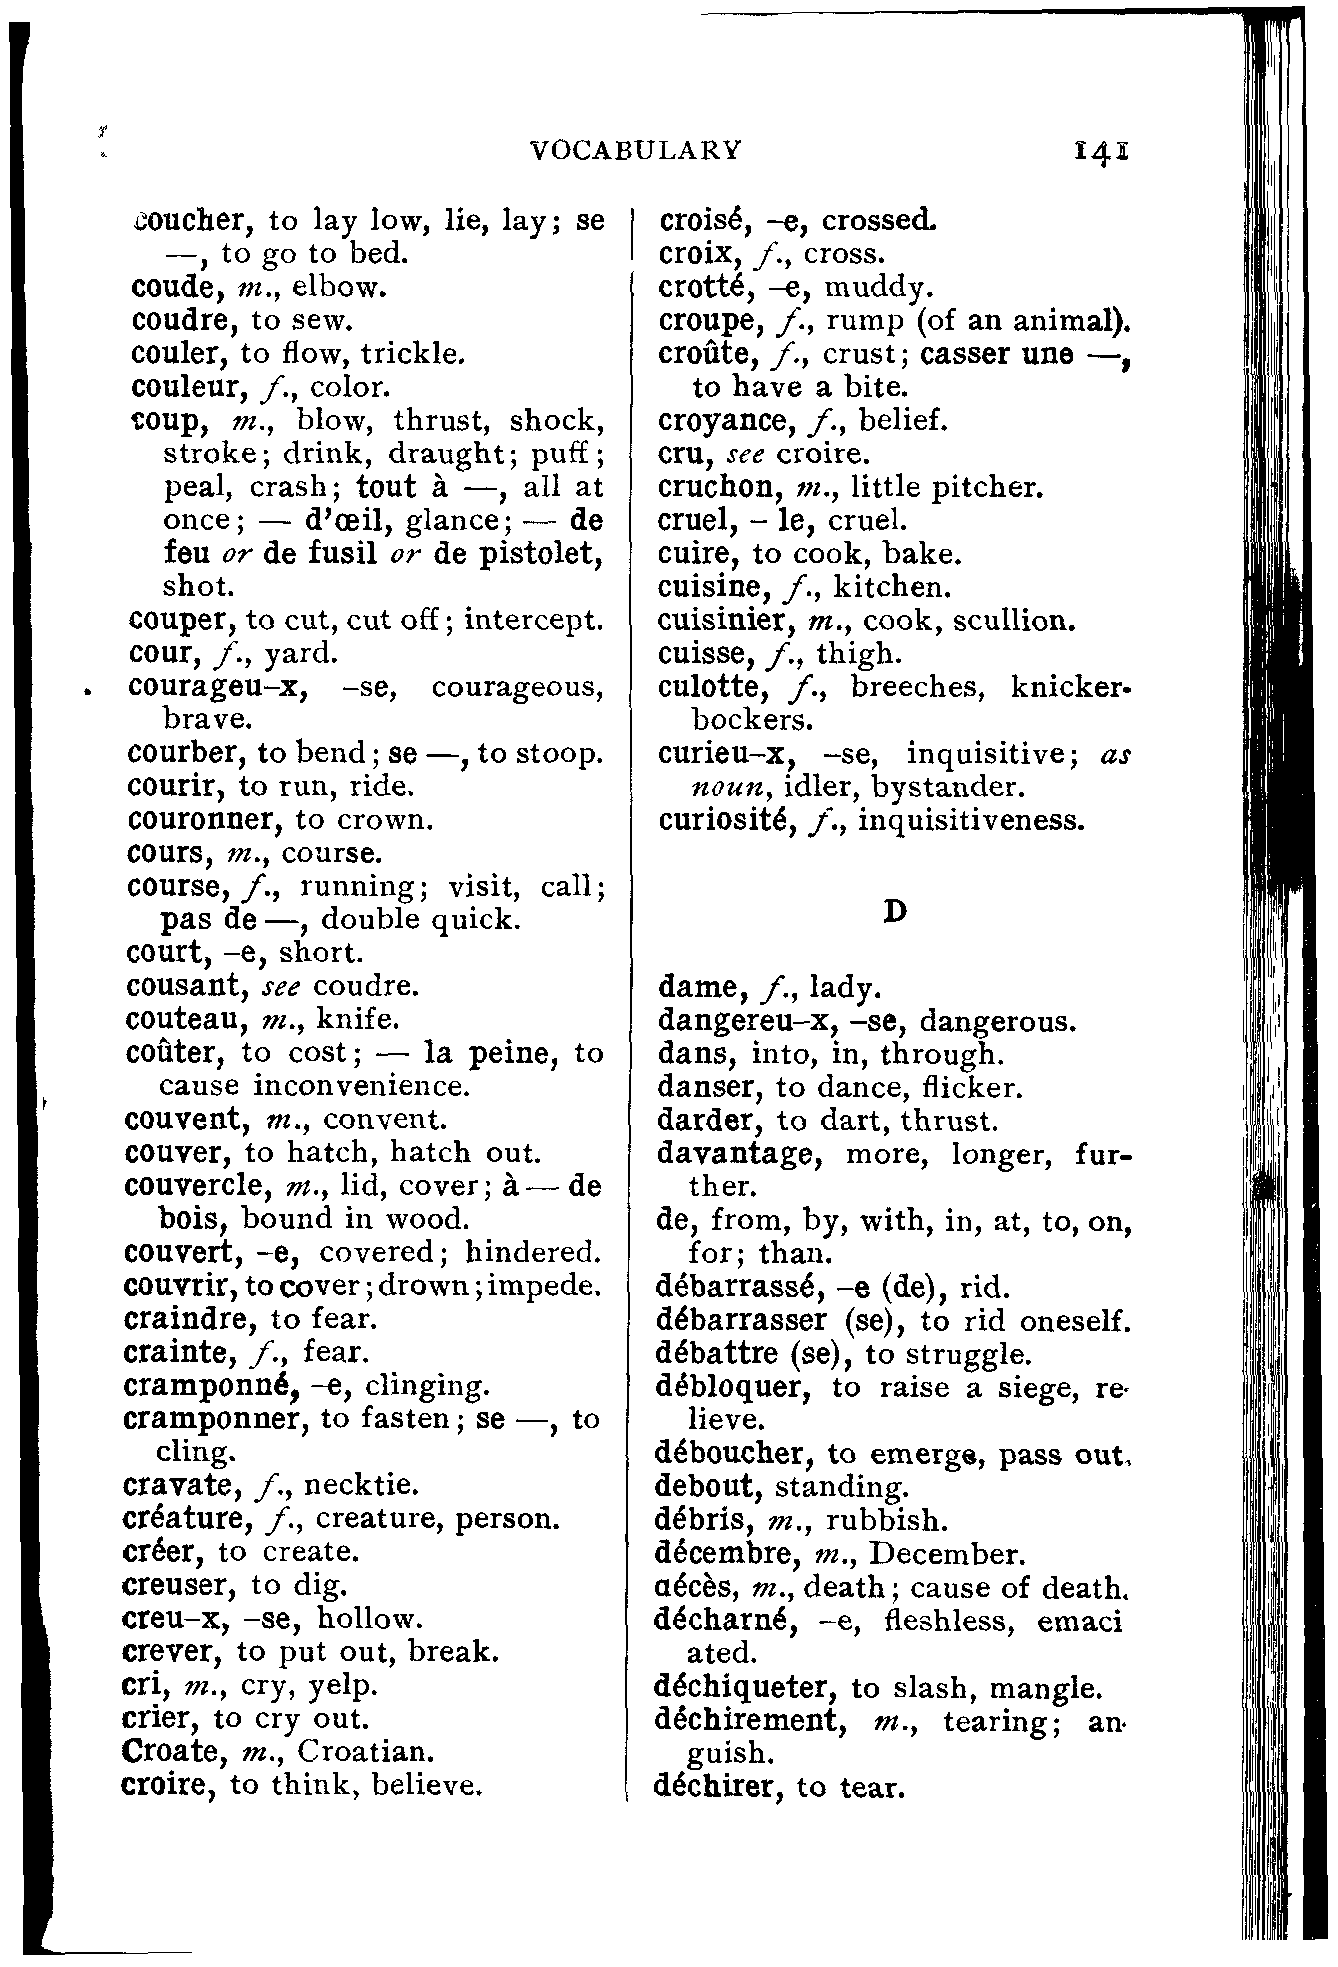 VOCABULARY 141
coucher, to lay low, lie, lay; se
—, to go to bed.
coude, m., elbow.
coudre, to sew.
couler, to flow, trickle.
couleur, f., color.
coup, m., blow, thrust, shock,
stroke; drink, draught; puff;
peal, crash; tout à —, all at
once; — d'œil, glance; — de
feu or de fusil or de pistolet,
shot.
couper, to cut, cut off; intercept.
cour, f., yard.
courageu–x, –se, courageous,
brave.
courber, to bend; se —, to stoop.
courir, to run, ride.
couronner, to crown.
cours, m., course.
course, f., running; visit, call;
pas de —, double quick.
court, –e, short.
cousant, see coudre.
couteau, m., knife.
coûter, to cost; — la peine, to
cause inconvenience.
couvent, m., convent.
couver, to hatch, hatch out.
couvercle, m., lid, cover; à — de
bois, bound in wood.
couvert, –e, covered; hindered.
couvrir, to cover; drown; impede.
craindre, to fear.
crainte, f., fear.
cramponné, –e, clinging.
cramponner, to fasten; se —, to
cling.
cravate, f., necktie.
créature, f., creature, person.
créer, to create.
creuser, to dig.
creu–x, –se, hollow.
crever, to put out, break.
cri, m., cry, yelp.
crier, to cry out.
Croate, m., Croatian.
croire, to think, believe.
croisé, –e, crossed.
croix, f., cross.
crotté, –e, muddy.
croupe, f., rump (of an animal).
croûte, f., crust; casser une —,
to have a bite.
croyance, f., belief.
cru, see croire.
cruchon, m., little pitcher.
cruel, – le, cruel.
cuire, to cook, bake.
cuisine, f., kitchen.
cuisinier, m., cook, scullion.
cuisse, f., thigh.
culotte, f., breeches, knicker-
bockers.
curieu–x, –se, inquisitive; as
noun, idler, bystander.
curiosité, f., inquisitiveness.
D
dame, f., lady.
dangereu–x, –se, dangerous.
dans, into, in, through.
danser, to dance, flicker.
darder, to dart, thrust.
davantage, more, longer, fur-
ther.
de, from, by, with, in, at, to, on,
for; than.
débarrassé, –e (de), rid.
débarrasser (se), to rid oneself.
débattre (se), to struggle.
débloquer, to raise a siege, re-
lieve.
déboucher, to emerge, pass out.
debout, standing.
débris, m., rubbish.
décembre, m., December.
décès, m., death; cause of death.
décharné, –e, fleshless, emaci
ated.
déchiqueter, to slash, mangle.
déchirement, m., tearing; an-
guish.
déchirer, to tear.